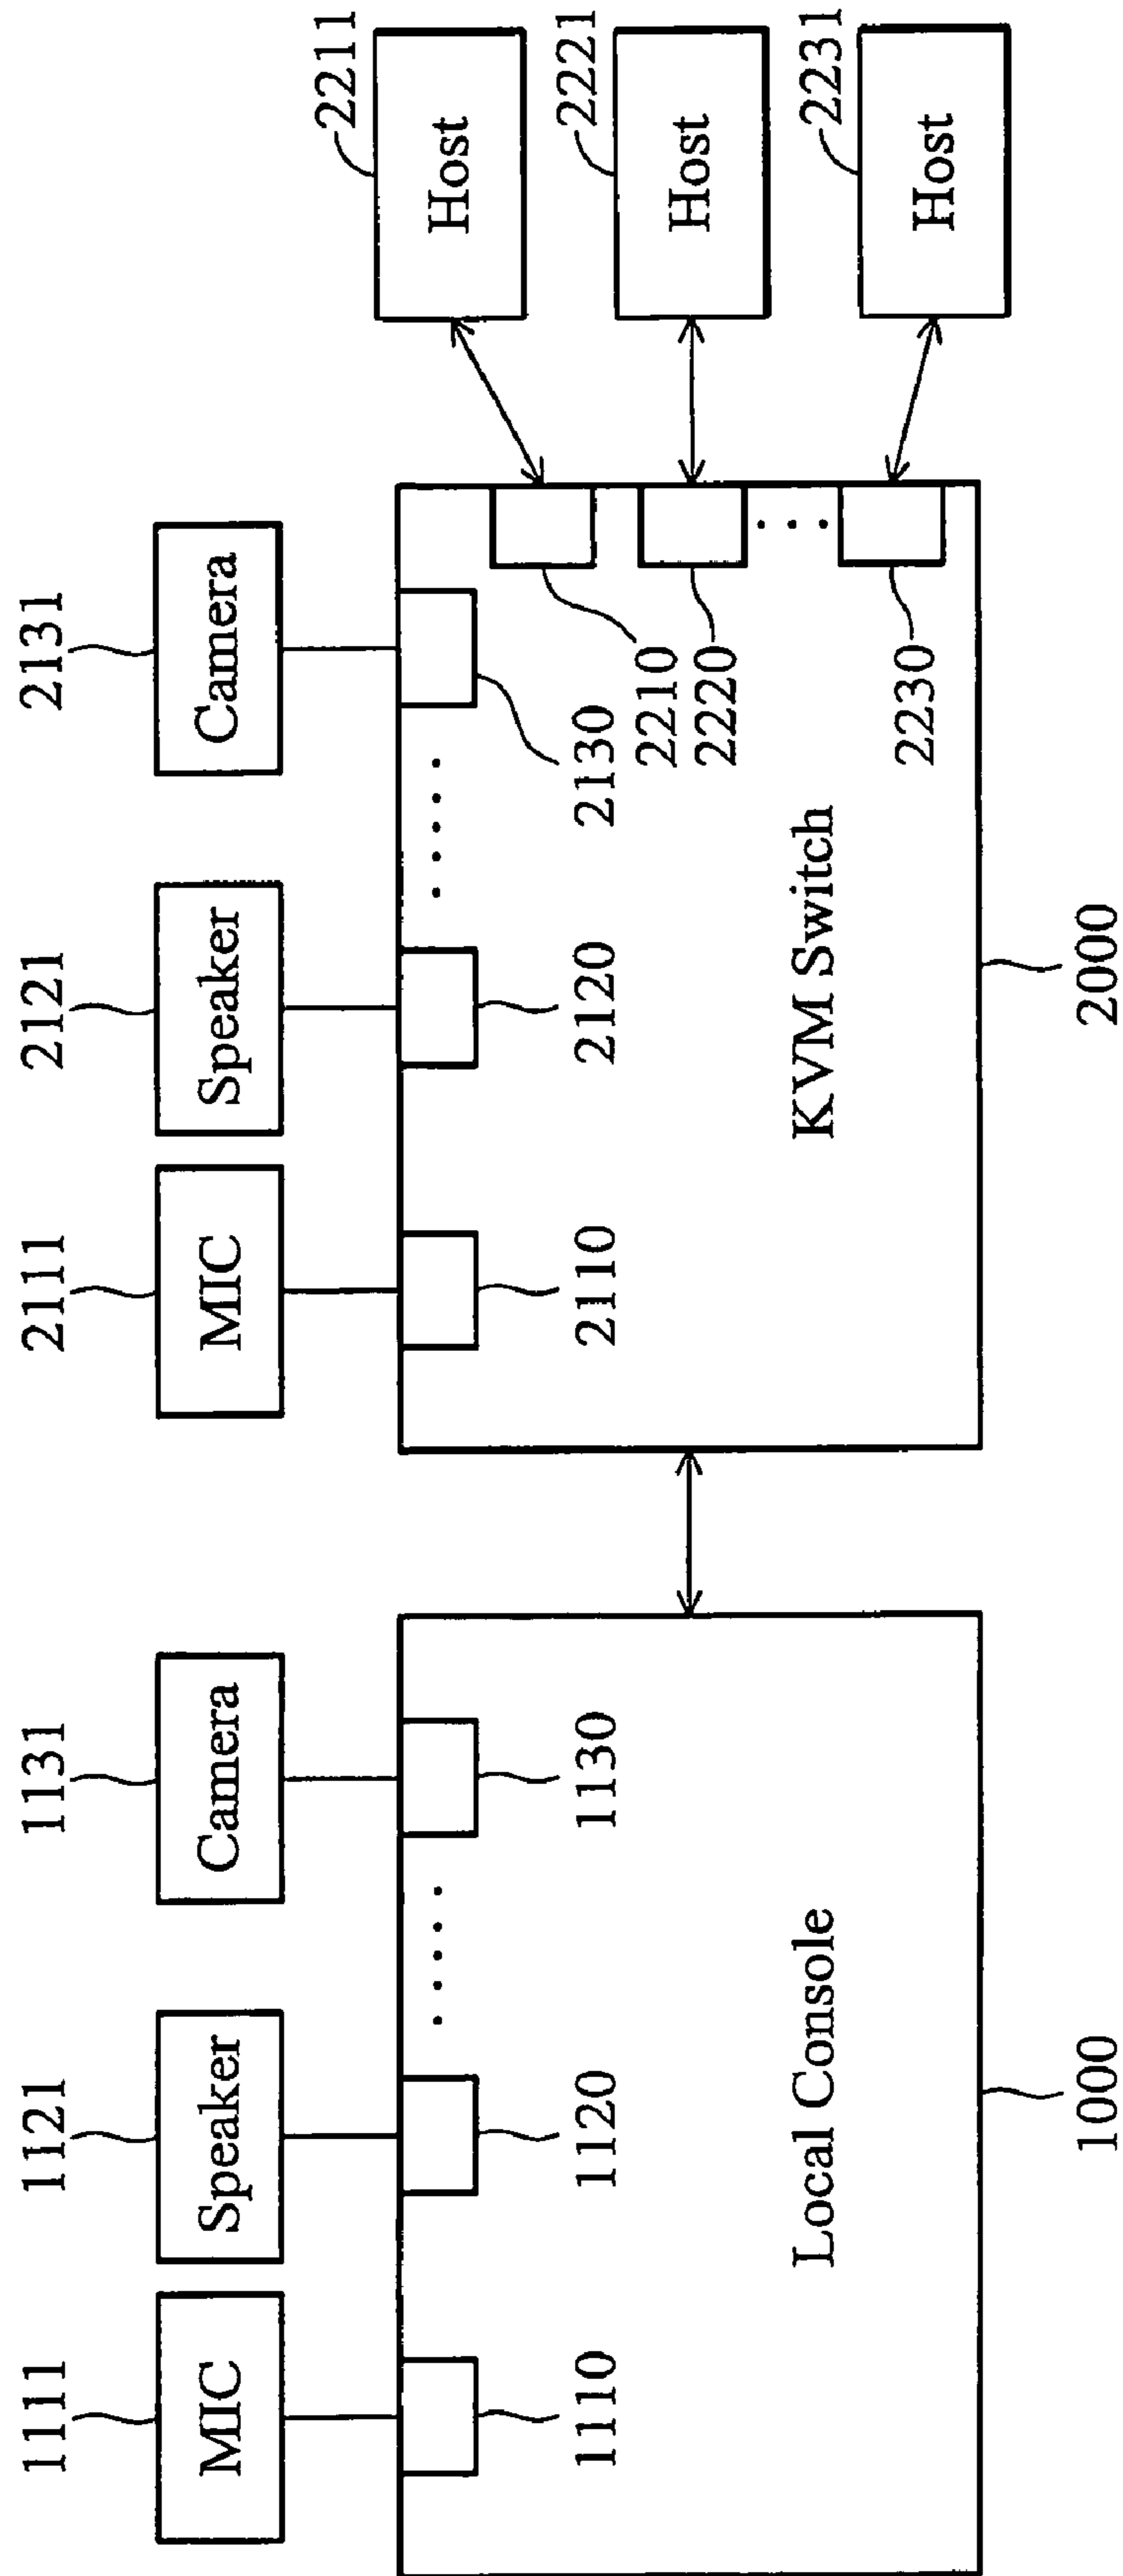 1111
1121
1131
2111
2121
2131
MIC
Speaker
Camera
MIC
Speaker
Camera
2211
Host
2221
Host
2231
Host
1110
1120
1130
2110
2120
2130
2210
2220
2230
Local Console
KVM Switch
1000
2000